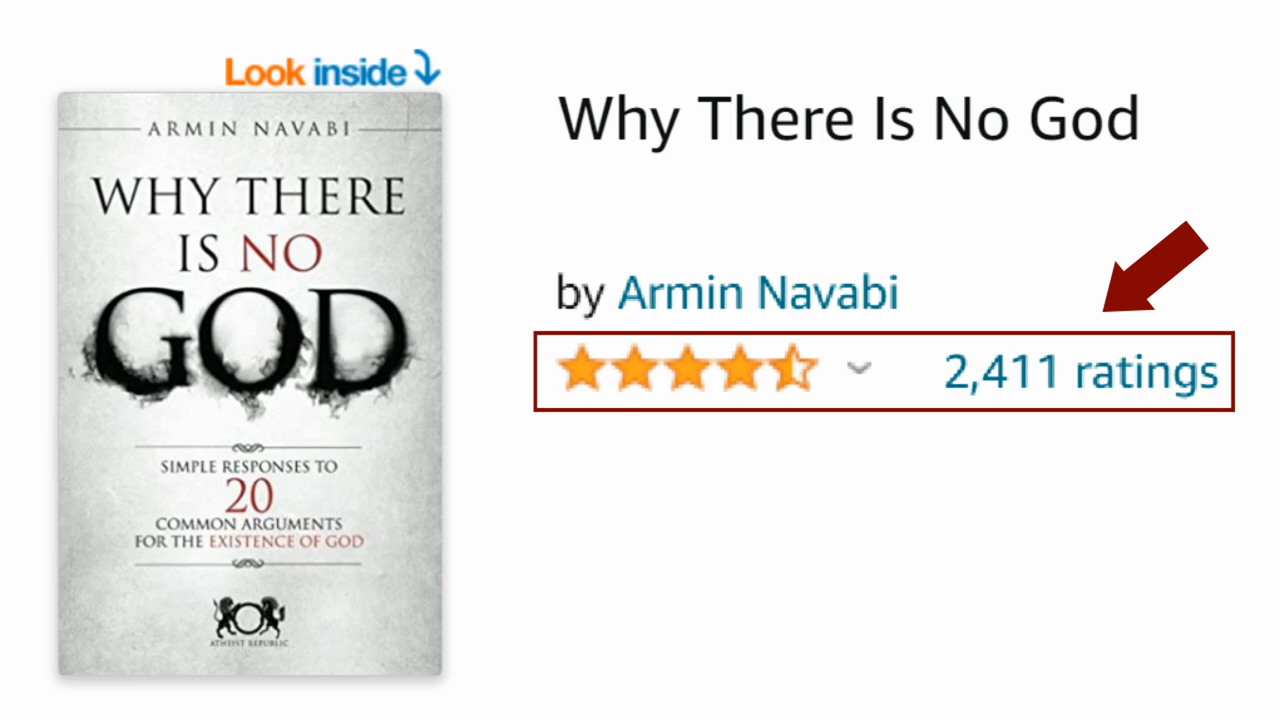 Look inside
ARMIN NAVABI
WHY THERE
IS NO
GOD
SIMPLE RESPONSES TO
20
COMMON ARGUMENTS
FOR THE EXISTENCE OF GOD
ATHEIST REPUBLIC
Why There Is No God
by Armin Navabi
2,411 ratings